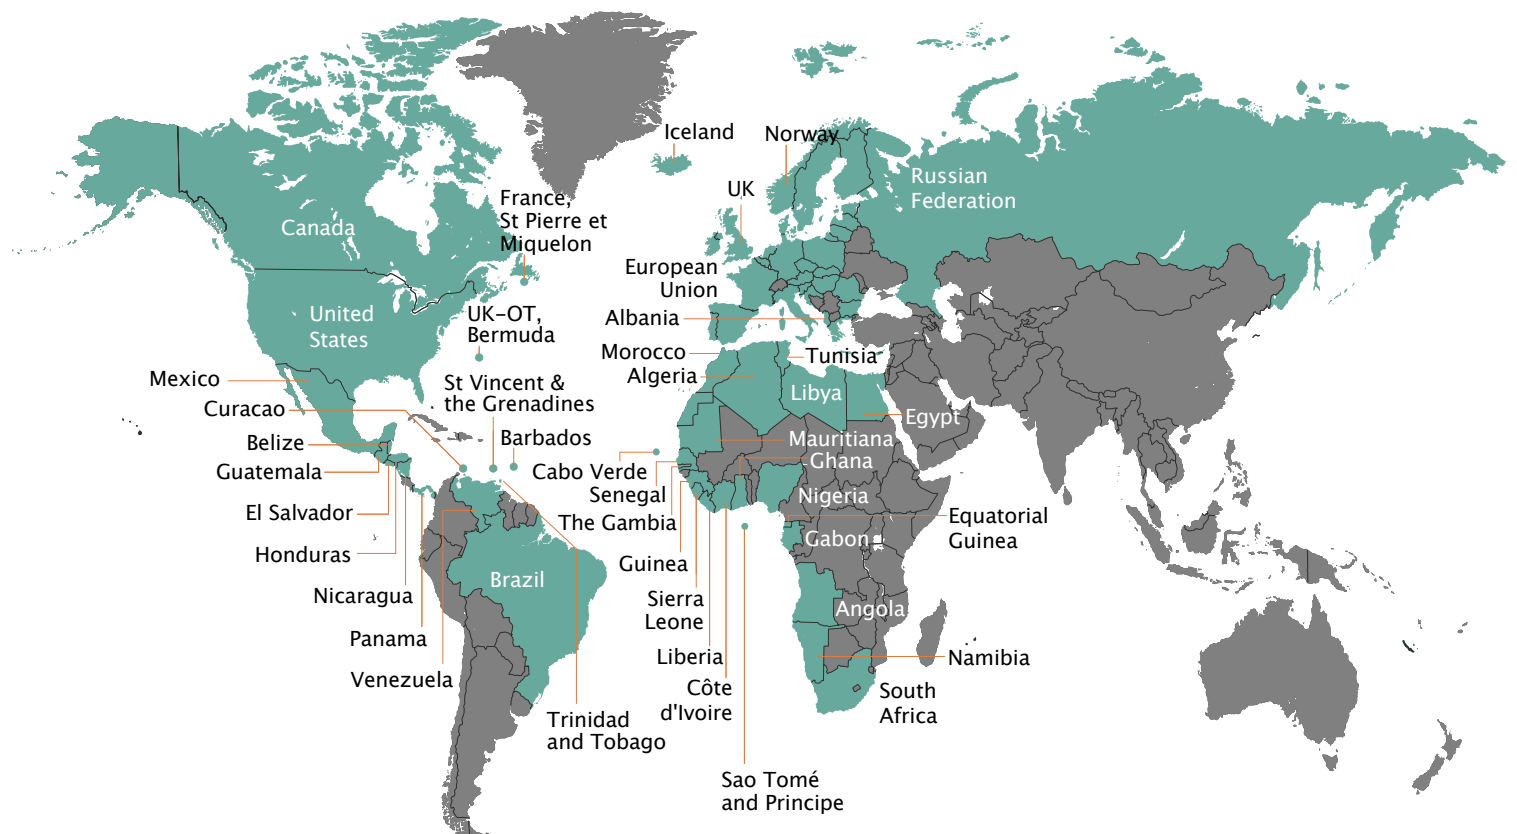 Iceland
Norway
Russian
Federation
UK
France,
St Pierre et
Miquelon
Canada
European
Union
United
States
UK-OT,
Bermuda
Albania
Morocco
Tunisia
Algeria
Mexico
St Vincent &
the Grenadines
Libya
Curacao
Egypt
Belize
Barbados
Mauritiana
Guatemala
Cabo Verde
Ghana
Senegal
Nigeria
El Salvador
The Gambia
Equatorial
Guinea
Honduras
Gabon
Guinea
Brazil
Nicaragua
Sierra
Leone
Angola
Panama
Liberia
Namibia
Venezuela
Côte
d'Ivoire
South
Africa
Trinidad
and Tobago
Sao Tomé
and Principe